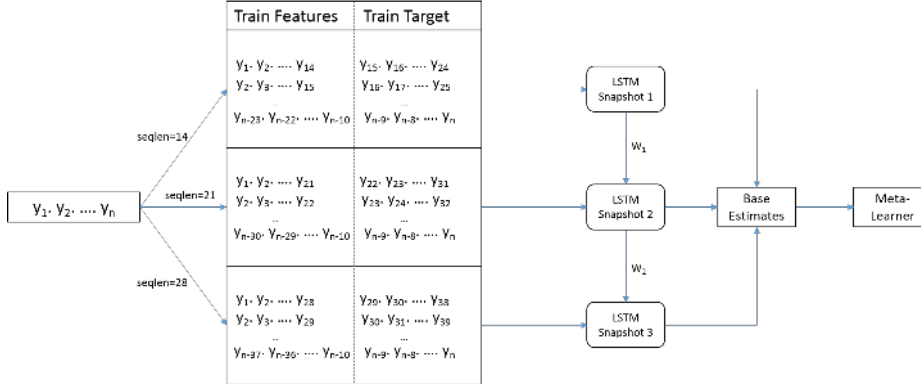 Train Features Train Target
y1. y2. .... y14 y15. y16. .... y24
y2. y3. .... y15 y16. y17. .... y25
... ...
yn-23. yn-22. .... yn-10 yn-9. yn-8. .... yn
seqlen=14
LSTM
Snapshot 1
W1
y1. y2. .... yn
seqlen=21
y1. y2. .... y21 y22. y23. .... y31
y2. y3. .... y22 y23. y24. .... y32
... ...
yn-30. yn-29. .... yn-10 yn-9. yn-8. .... yn
LSTM
Snapshot 2
Base
Estimates
Meta-
Learner
W2
seqlen=28
y1. y2. .... y28 y29. y30. .... y38
y2. y3. .... y29 y30. y31. .... y39
... ...
yn-37. yn-36. .... yn-10 yn-9. yn-8. .... yn
LSTM
Snapshot 3